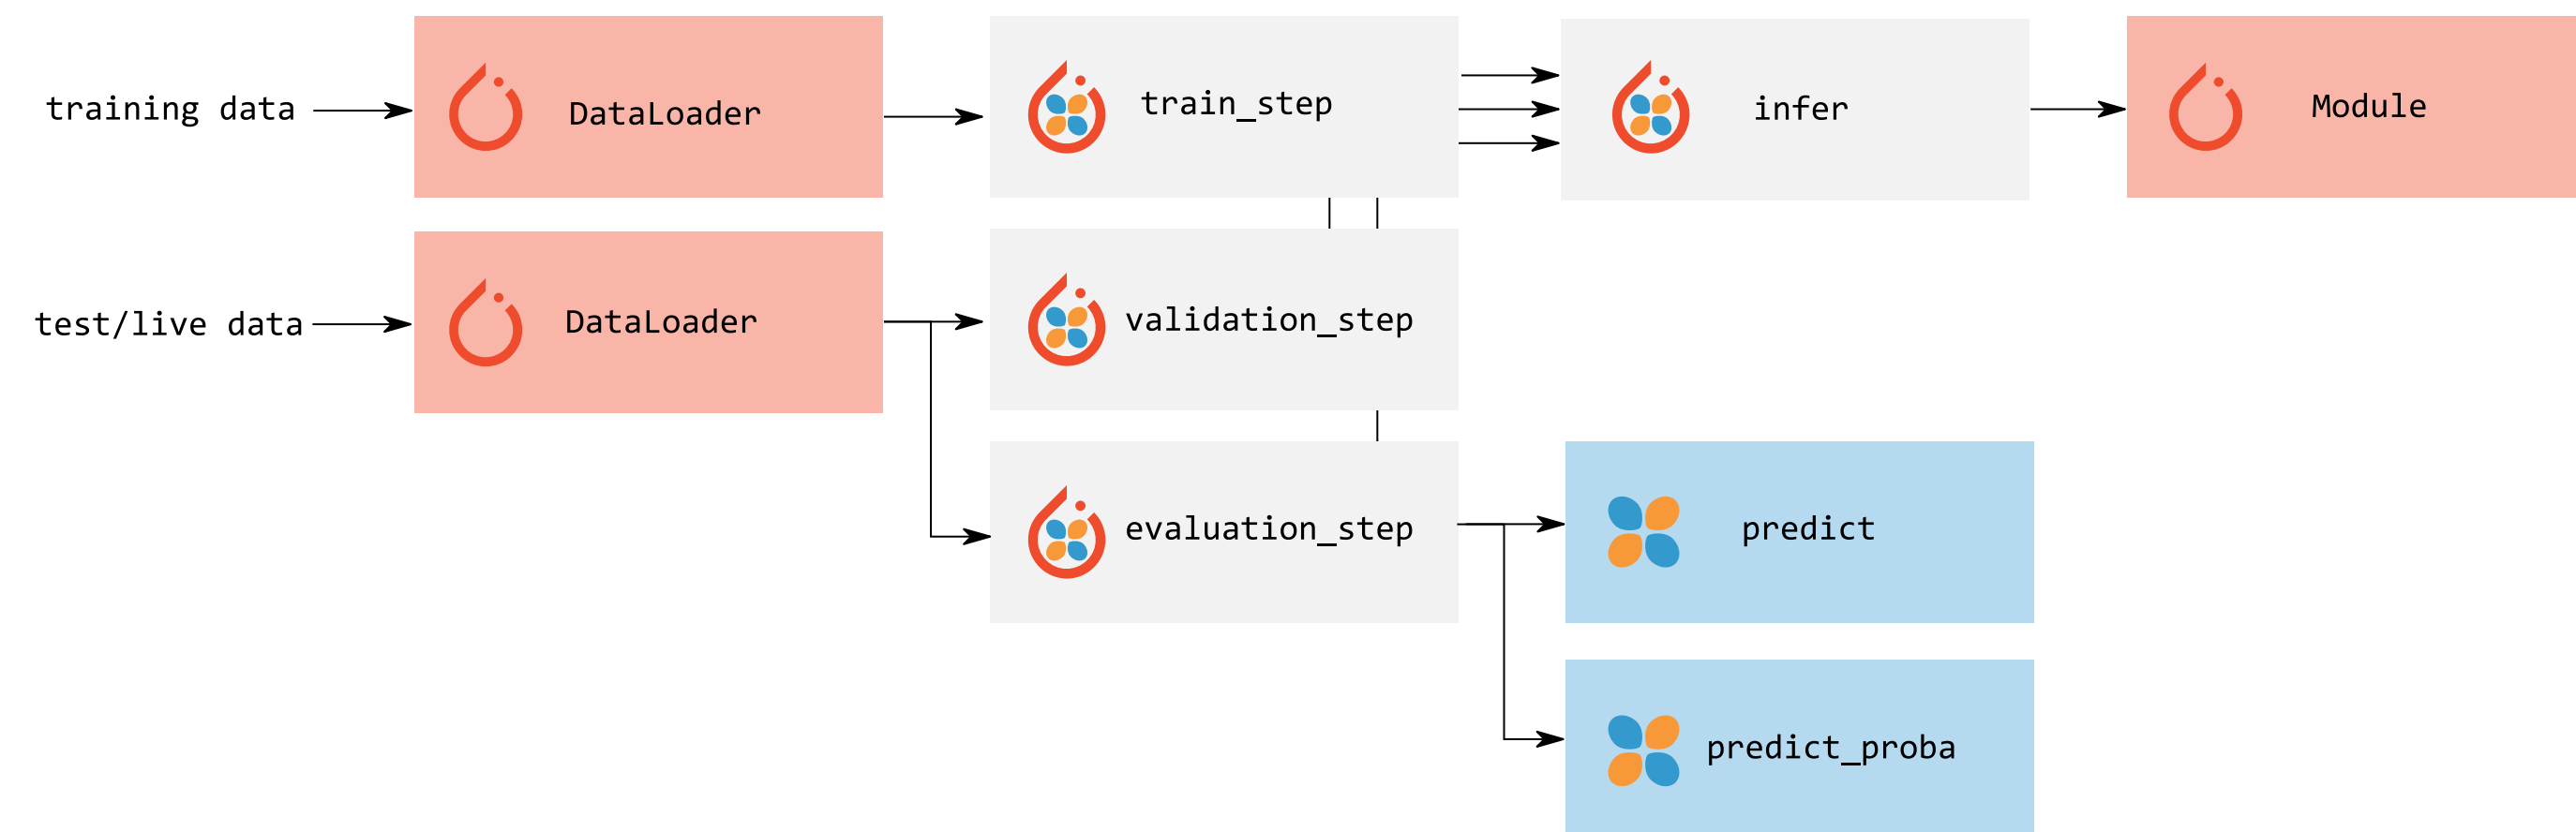 training data
DataLoader
train_step
infer
Module
test/live data
DataLoader
validation_step
evaluation_step
predict
predict_proba